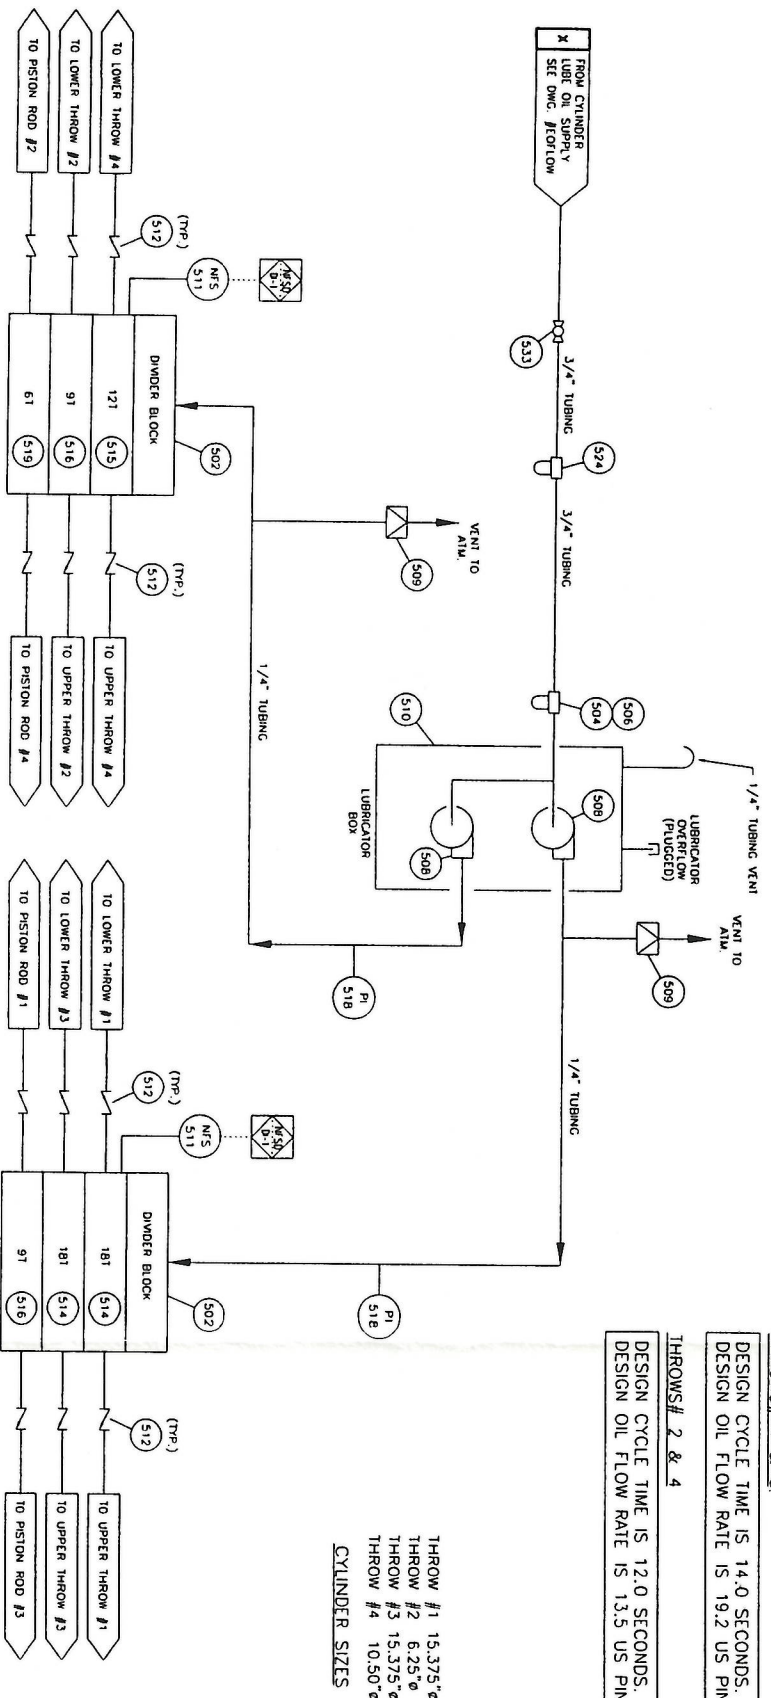 X
FROM CYLINDER
LUBE OIL SUPPLY
SEE DWG. #EOFLOW
533
3/4" TUBING
524
3/4" TUBING
504
506
510
1/4" TUBING VENT
LUBRICATOR
OVERFLOW
(PLUGGED)
508
508
LUBRICATOR
BOX
VENT TO
ATM.
509
1/4" TUBING
PI
518
VENT TO
ATM.
509
1/4" TUBING
PI
518
TO LOWER THROW #4
TO LOWER THROW #2
TO PISTON ROD #2
(TYP.)
512
NFS
511
D-1
DIVIDER BLOCK
502
12T
515
9T
516
6T
519
(TYP.)
512
TO UPPER THROW #4
TO UPPER THROW #2
TO PISTON ROD #4
TO LOWER THROW #1
TO LOWER THROW #3
TO PISTON ROD #1
(TYP.)
512
NFS
511
D-1
DIVIDER BLOCK
502
18T
514
18T
514
9T
516
(TYP.)
512
TO UPPER THROW #1
TO UPPER THROW #3
TO PISTON ROD #3
DESIGN CYCLE TIME IS 14.0 SECONDS.
DESIGN OIL FLOW RATE IS 19.2 US PIN
THROWS# 2 & 4
DESIGN CYCLE TIME IS 12.0 SECONDS.
DESIGN OIL FLOW RATE IS 13.5 US PIN
THROW #1 15.375"ø
THROW #2 6.25"ø
THROW #3 15.375"ø
THROW #4 10.50"ø
CYLINDER SIZES